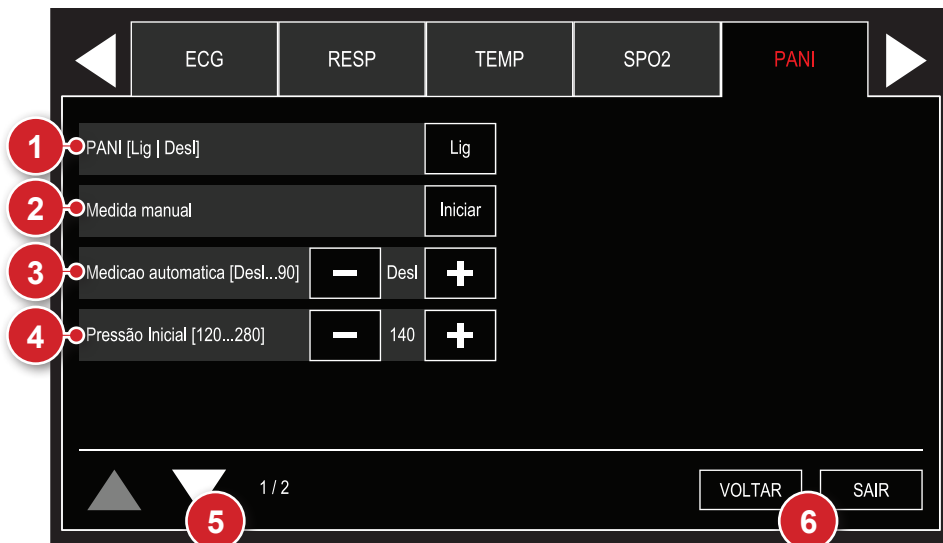 ECG RESP TEMP SPO2 PANI
1 PANI [Lig | Desl] Lig
2 Medida manual Iniciar
3 Medicao automatica [Desl...90] − Desl +
4 Pressão Inicial [120...280] − 140 +
1 / 2 VOLTAR SAIR
5 6